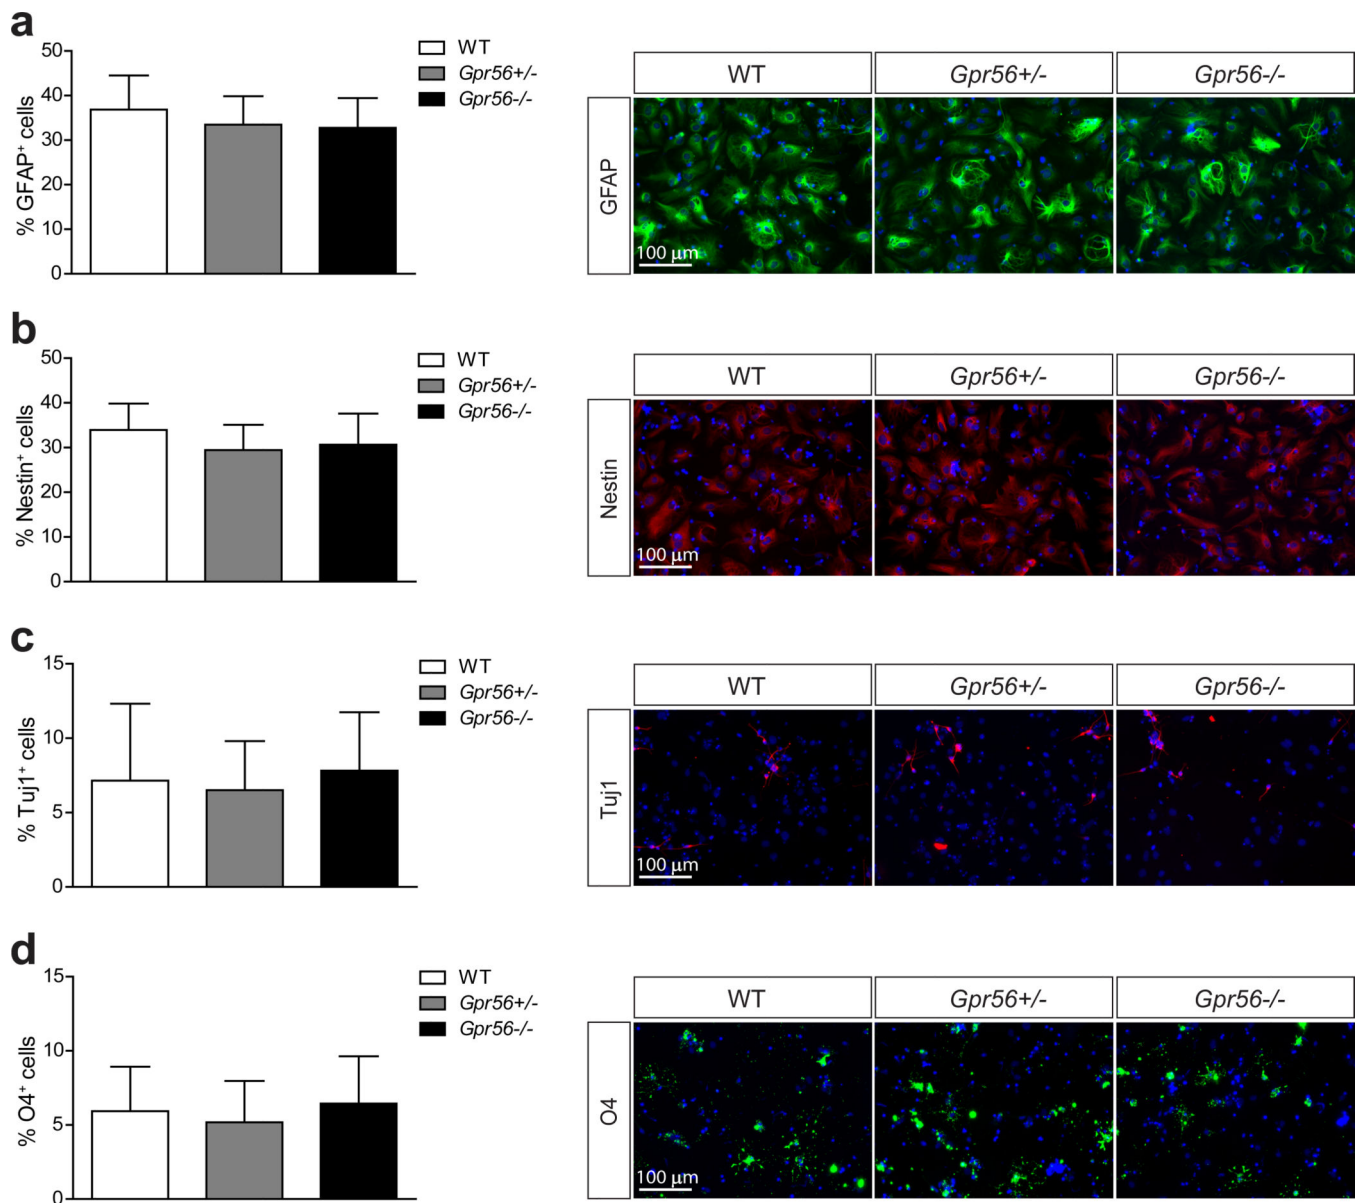 a
50
40
30
20
10
0
% GFAP⁺ cells
WT
Gpr56+/-
Gpr56-/-
WT
Gpr56+/-
Gpr56-/-
GFAP
100 µm
b
50
40
30
20
10
0
% Nestin⁺ cells
WT
Gpr56+/-
Gpr56-/-
WT
Gpr56+/-
Gpr56-/-
Nestin
100 µm
c
15
10
5
0
% Tuj1⁺ cells
WT
Gpr56+/-
Gpr56-/-
WT
Gpr56+/-
Gpr56-/-
Tuj1
100 µm
d
15
10
5
0
% O4⁺ cells
WT
Gpr56+/-
Gpr56-/-
WT
Gpr56+/-
Gpr56-/-
O4
100 µm